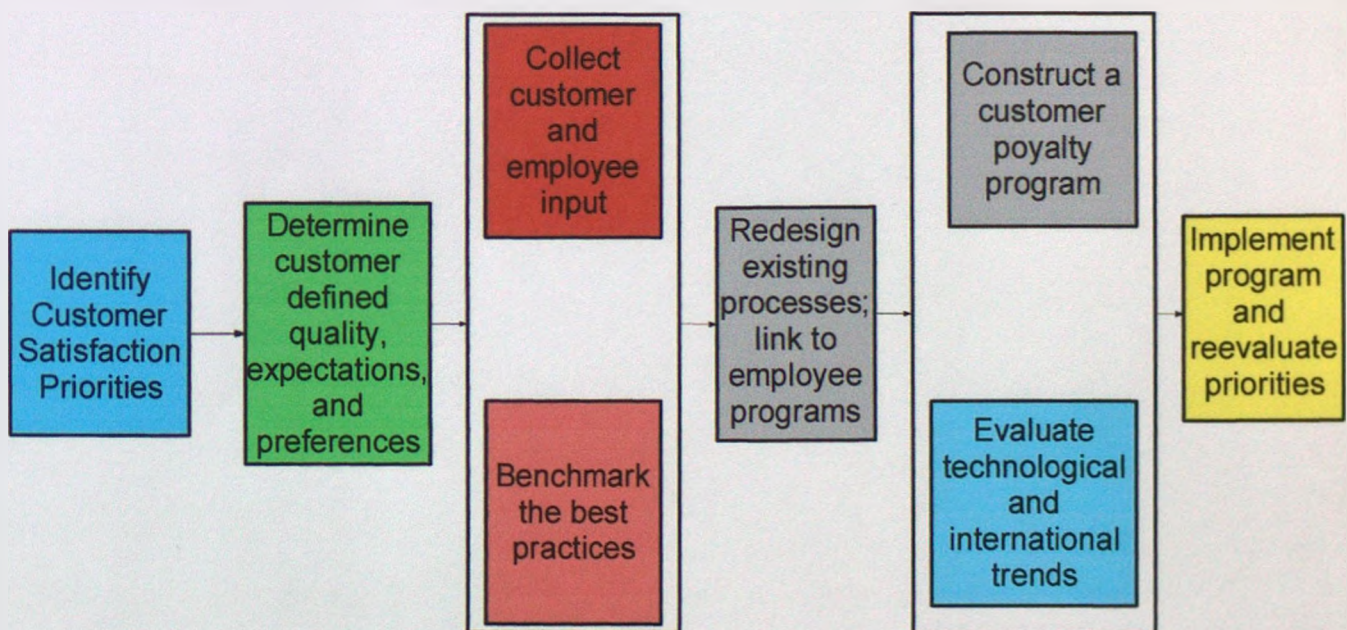 Identify
Customer
Satisfaction
Priorities
Determine
customer
defined
quality,
expectations,
and
preferences
Collect
customer
and
employee
input
Benchmark
the best
practices
Redesign
existing
processes;
link to
employee
programs
Construct a
customer
poyalty
program
Evaluate
technological
and
international
trends
Implement
program
and
reevaluate
priorities